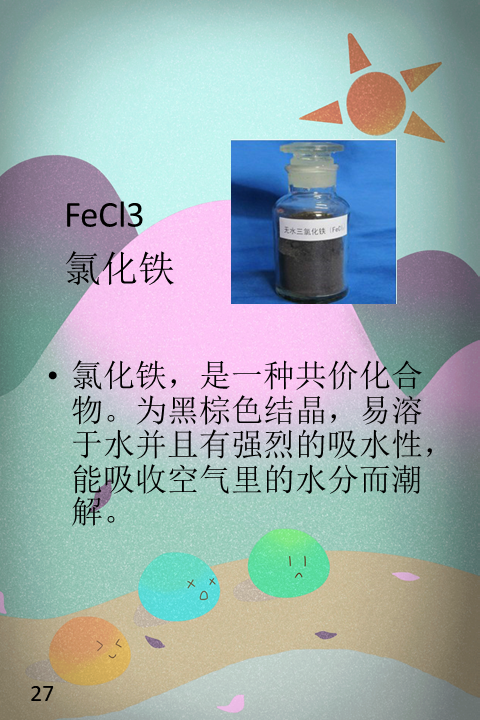 FeCl3
氯化铁
无水三氯化铁（FeCl
• 氯化铁，是一种共价化合
物。为黑棕色结晶，易溶
于水并且有强烈的吸水性，
能吸收空气里的水分而潮
解。
27